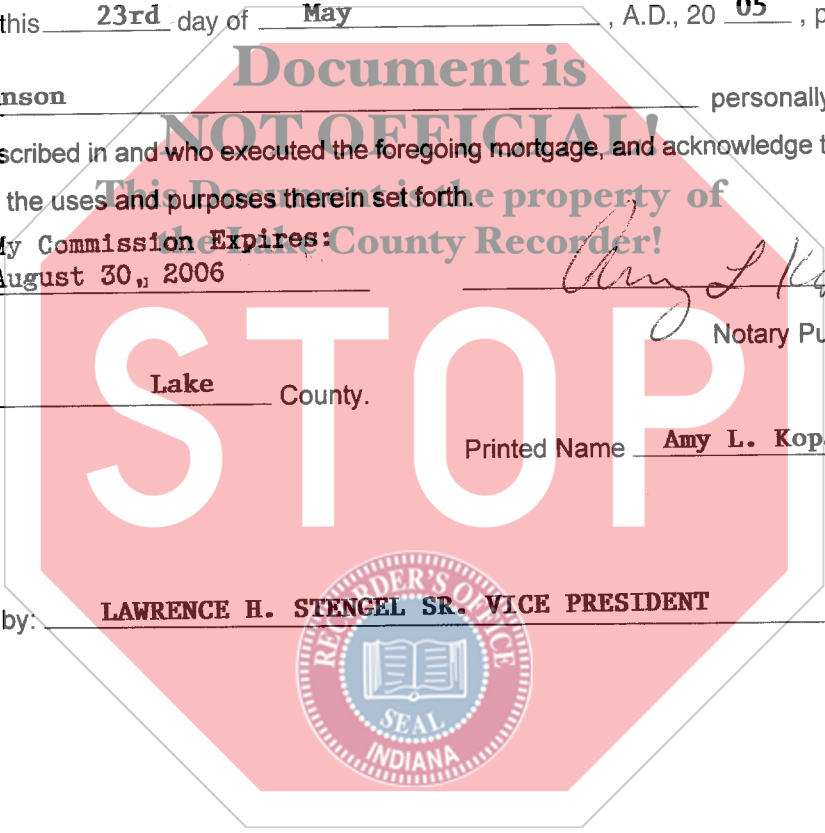 this 23rd day of May , A.D., 20 05 , p
Document is
nson personally
NOT OFFICIAL!
scribed in and who executed the foregoing mortgage, and acknowledge t
This Document is the property of
the uses and purposes therein set forth.
the Lake County Recorder!
My Commission Expires:
August 30, 2006
Amy L
Notary Pu
STOP
Lake County.
Printed Name Amy L. Kop
by: LAWRENCE H. STENGEL SR. VICE PRESIDENT
RECORDER'S OFFICE
SEAL
INDIANA